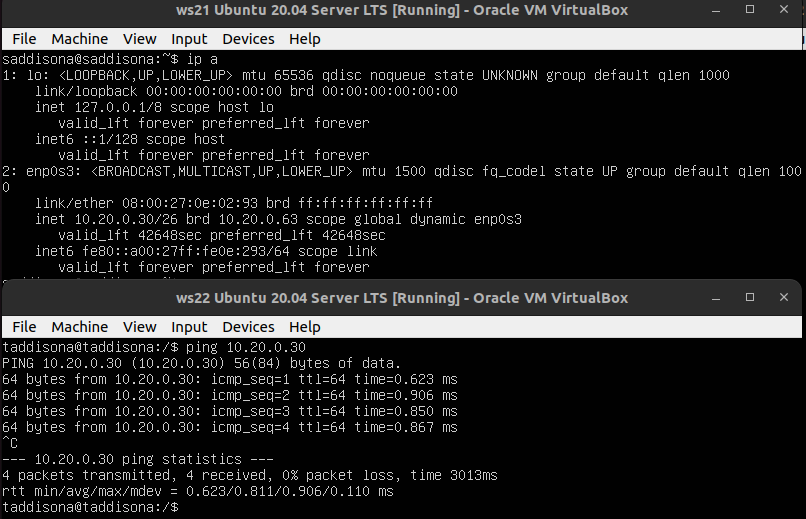 ws21 Ubuntu 20.04 Server LTS [Running] - Oracle VM VirtualBox
File Machine View Input Devices Help
saddisona@saddisona:~$ ip a
1: lo: <LOOPBACK,UP,LOWER_UP> mtu 65536 qdisc noqueue state UNKNOWN group default qlen 1000
    link/loopback 00:00:00:00:00:00 brd 00:00:00:00:00:00
    inet 127.0.0.1/8 scope host lo
       valid_lft forever preferred_lft forever
    inet6 ::1/128 scope host
       valid_lft forever preferred_lft forever
2: enp0s3: <BROADCAST,MULTICAST,UP,LOWER_UP> mtu 1500 qdisc fq_codel state UP group default qlen 100
0
    link/ether 08:00:27:0e:02:93 brd ff:ff:ff:ff:ff:ff
    inet 10.20.0.30/26 brd 10.20.0.63 scope global dynamic enp0s3
       valid_lft 42648sec preferred_lft 42648sec
    inet6 fe80::a00:27ff:fe0e:293/64 scope link
       valid_lft forever preferred_lft forever
ws22 Ubuntu 20.04 Server LTS [Running] - Oracle VM VirtualBox
File Machine View Input Devices Help
taddisona@taddisona:/$ ping 10.20.0.30
PING 10.20.0.30 (10.20.0.30) 56(84) bytes of data.
64 bytes from 10.20.0.30: icmp_seq=1 ttl=64 time=0.623 ms
64 bytes from 10.20.0.30: icmp_seq=2 ttl=64 time=0.906 ms
64 bytes from 10.20.0.30: icmp_seq=3 ttl=64 time=0.850 ms
64 bytes from 10.20.0.30: icmp_seq=4 ttl=64 time=0.867 ms
^C
--- 10.20.0.30 ping statistics ---
4 packets transmitted, 4 received, 0% packet loss, time 3013ms
rtt min/avg/max/mdev = 0.623/0.811/0.906/0.110 ms
taddisona@taddisona:/$